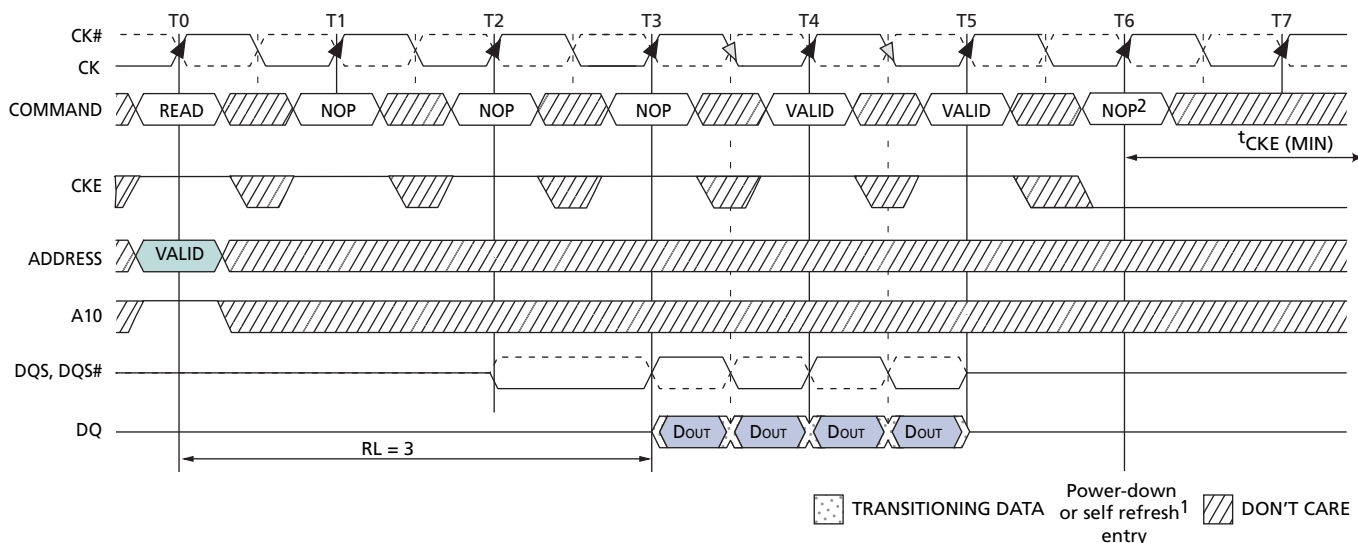 T0 T1 T2 T3 T4 T5 T6 T7
CK#
CK
COMMAND READ NOP NOP NOP VALID VALID NOP2
tCKE (MIN)
CKE
ADDRESS VALID
A10
DQS, DQS#
DQ DOUT DOUT DOUT DOUT
RL = 3
TRANSITIONING DATA
Power-down
or self refresh1
entry
DON'T CARE